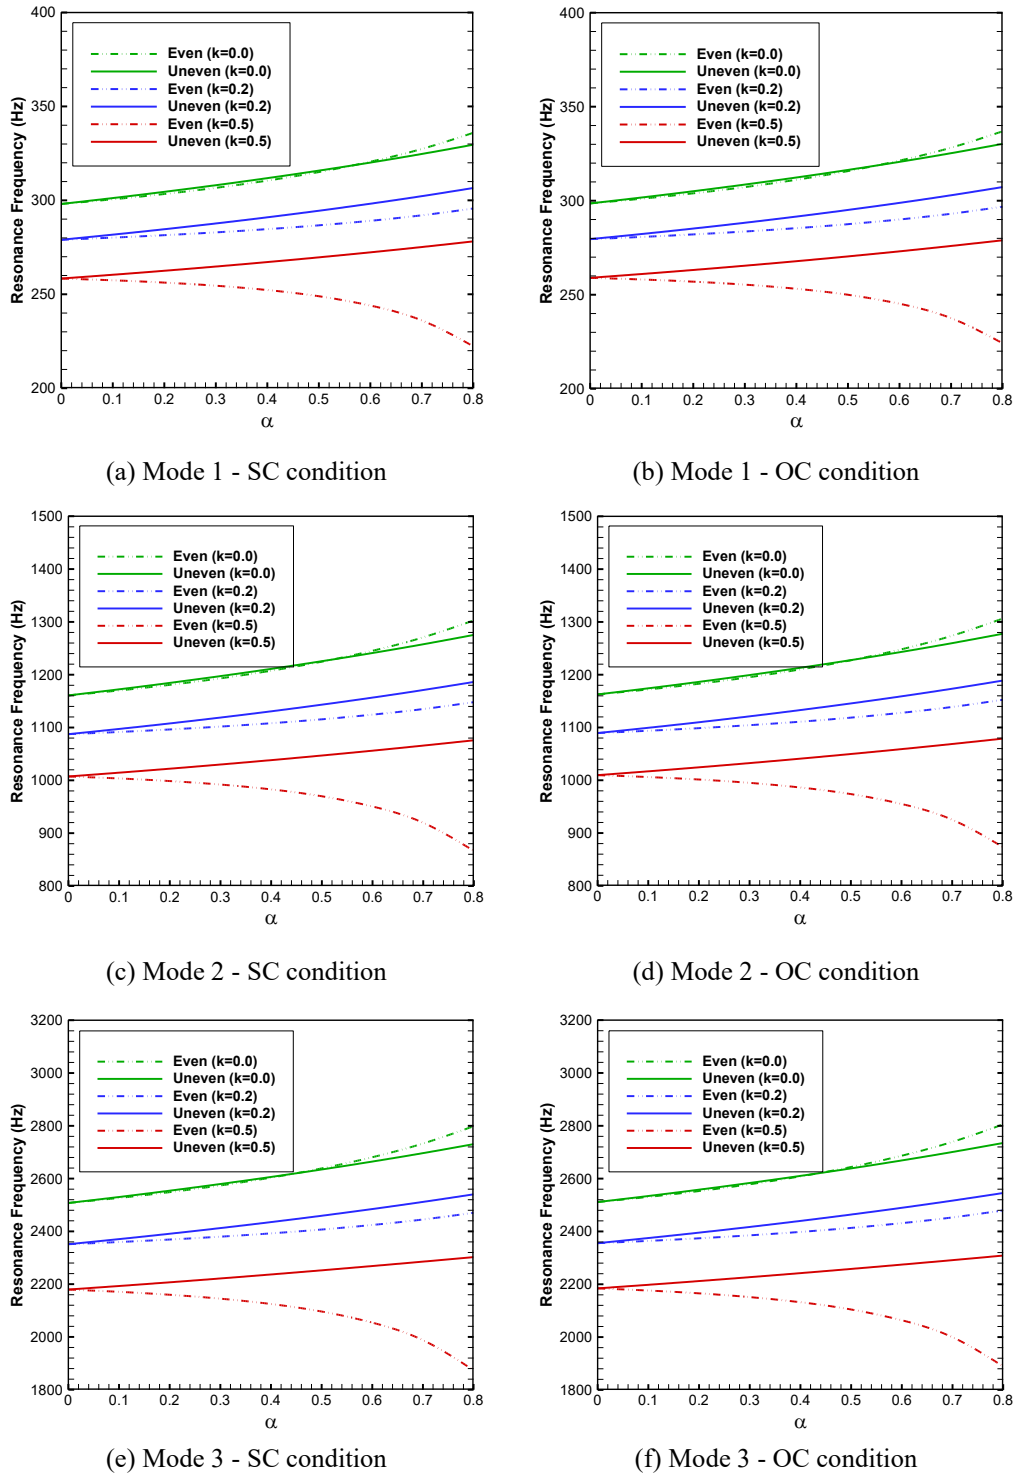 400
350
300
250
200
Resonance Frequency (Hz)
Even (k=0.0)
Uneven (k=0.0)
Even (k=0.2)
Uneven (k=0.2)
Even (k=0.5)
Uneven (k=0.5)
0 0.1 0.2 0.3 0.4 0.5 0.6 0.7 0.8
α
(a) Mode 1 - SC condition
400
350
300
250
200
Resonance Frequency (Hz)
Even (k=0.0)
Uneven (k=0.0)
Even (k=0.2)
Uneven (k=0.2)
Even (k=0.5)
Uneven (k=0.5)
0 0.1 0.2 0.3 0.4 0.5 0.6 0.7 0.8
α
(b) Mode 1 - OC condition
1500
1400
1300
1200
1100
1000
900
800
Resonance Frequency (Hz)
Even (k=0.0)
Uneven (k=0.0)
Even (k=0.2)
Uneven (k=0.2)
Even (k=0.5)
Uneven (k=0.5)
0 0.1 0.2 0.3 0.4 0.5 0.6 0.7 0.8
α
(c) Mode 2 - SC condition
1500
1400
1300
1200
1100
1000
900
800
Resonance Frequency (Hz)
Even (k=0.0)
Uneven (k=0.0)
Even (k=0.2)
Uneven (k=0.2)
Even (k=0.5)
Uneven (k=0.5)
0 0.1 0.2 0.3 0.4 0.5 0.6 0.7 0.8
α
(d) Mode 2 - OC condition
3200
3000
2800
2600
2400
2200
2000
1800
Resonance Frequency (Hz)
Even (k=0.0)
Uneven (k=0.0)
Even (k=0.2)
Uneven (k=0.2)
Even (k=0.5)
Uneven (k=0.5)
0 0.1 0.2 0.3 0.4 0.5 0.6 0.7 0.8
α
(e) Mode 3 - SC condition
3200
3000
2800
2600
2400
2200
2000
1800
Resonance Frequency (Hz)
Even (k=0.0)
Uneven (k=0.0)
Even (k=0.2)
Uneven (k=0.2)
Even (k=0.5)
Uneven (k=0.5)
0 0.1 0.2 0.3 0.4 0.5 0.6 0.7 0.8
α
(f) Mode 3 - OC condition